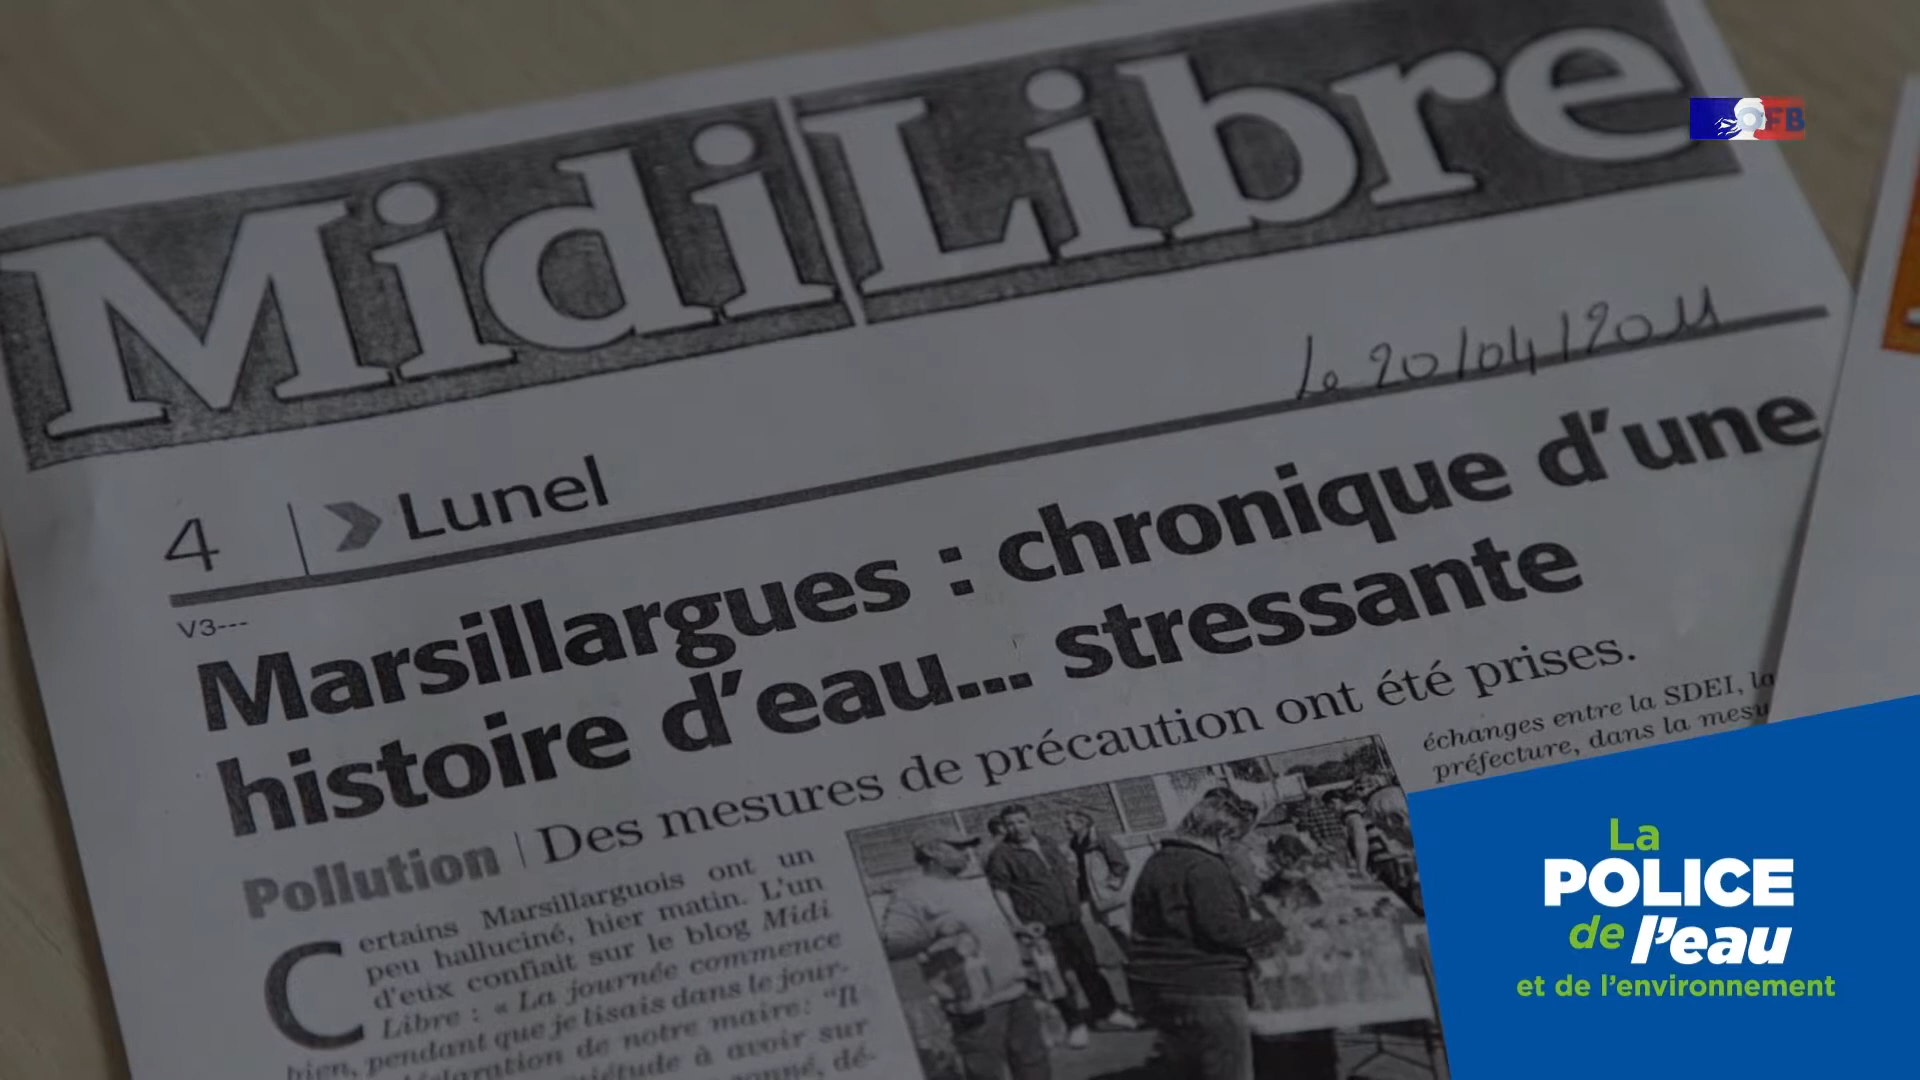 Midi Libre
OFB
Le 20/04/2011
4 Lunel
V3---
Marsillargues : chronique d'une
histoire d'eau... stressante
Pollution | Des mesures de précaution ont été prises.
Certains Marsillarguois ont un
peu halluciné, hier matin. L'un
d'eux confiait sur le blog Midi
Libre : « La journée commence
bien, pendant que je lisais dans le jour-
de notre maire: "Il
à avoir sur
dé-
échanges entre la SDEI, la
préfecture, dans la mesu
La
POLICE
de l'eau
et de l'environnement